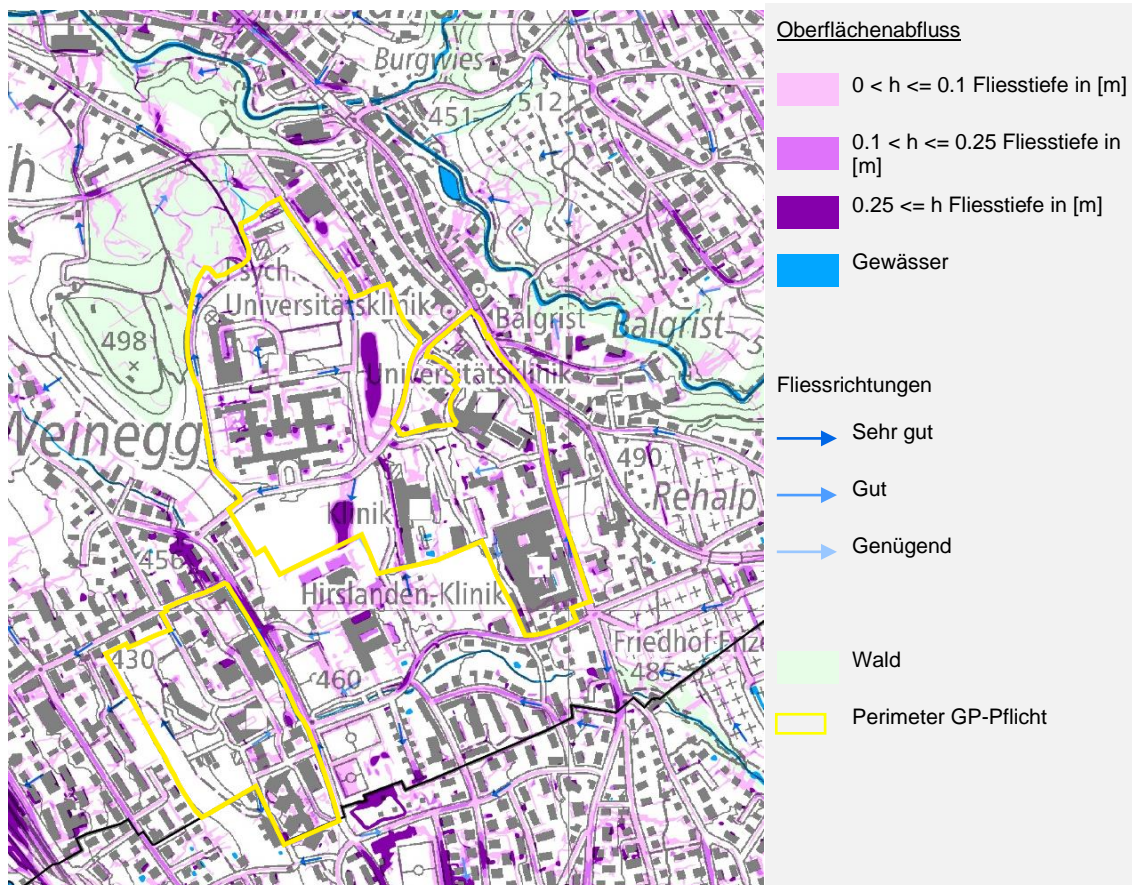 Burgwies
512
451
Psych.
Universitätsklinik
Balgrist
Balgrist-
498
Universitätsklinik
Weinegg
490
Rehalp
Klinik
456
Hirslanden-Klinik
Friedhof Enze
430
485
460
Oberflächenabfluss
0 < h <= 0.1 Fliesstiefe in [m]
0.1 < h <= 0.25 Fliesstiefe in
[m]
0.25 <= h Fliesstiefe in [m]
Gewässer
Fliessrichtungen
Sehr gut
Gut
Genügend
Wald
Perimeter GP-Pflicht